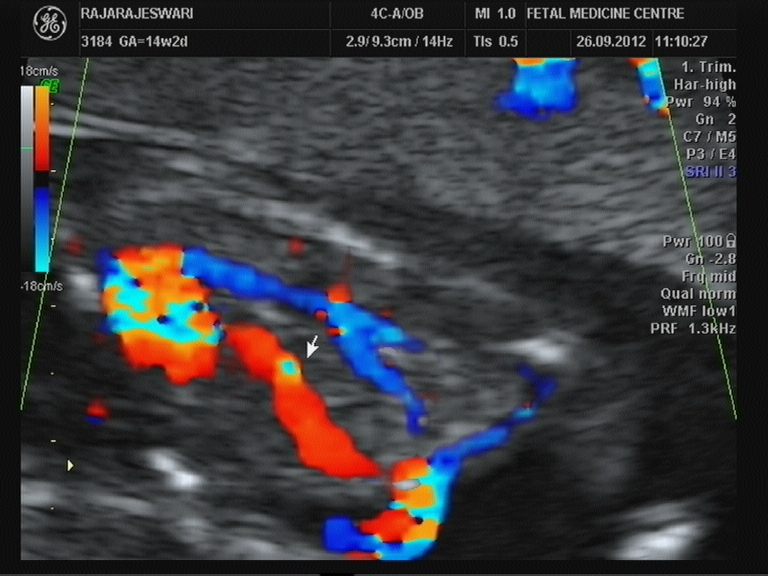 RAJARAJESWARI
4C-A/OB
MI 1.0
FETAL MEDICINE CENTRE
3184 GA=14w2d
2.9/ 9.3cm / 14Hz
TIs 0.5
26.09.2012
11:10:27
18cm/s
-18cm/s
1. Trim.
Har-high
Pwr 94 %
Gn 2
C7 / M5
P3 / E4
SRI II 3
Pwr 100
Gn -2.8
Frq mid
Qual norm
WMF low1
PRF 1.3kHz